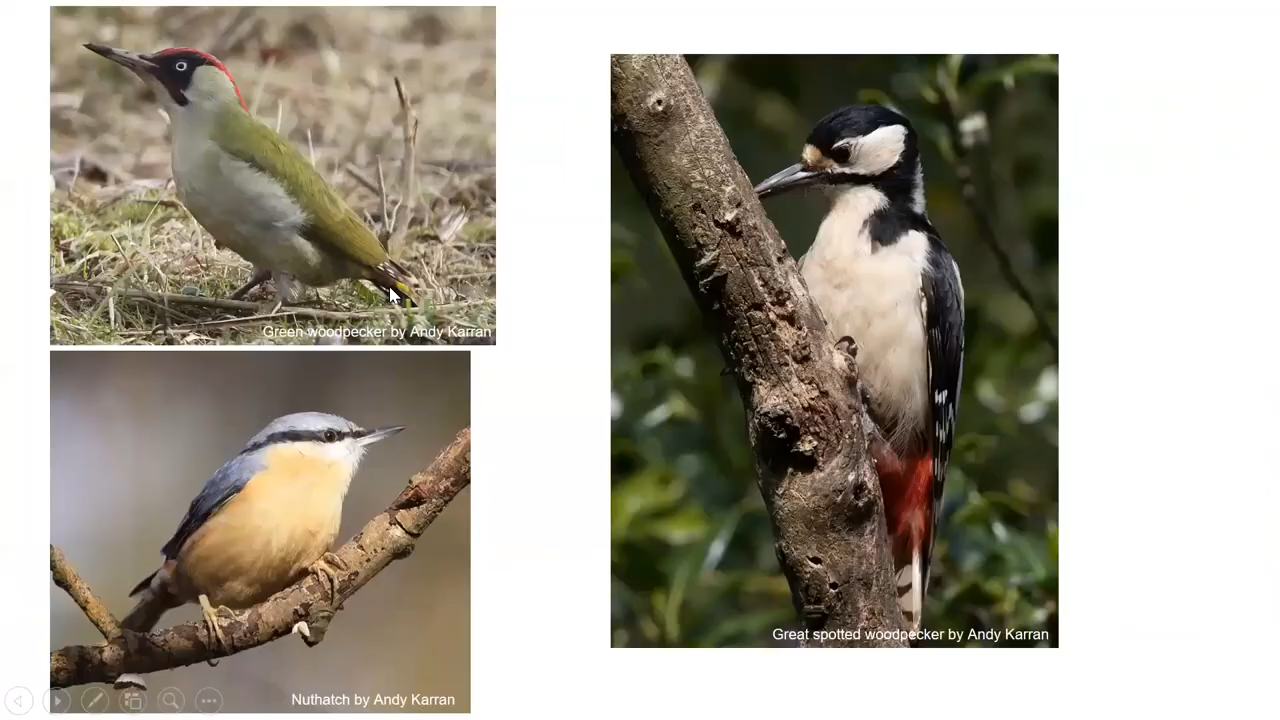 Green woodpecker by Andy Karran
Nuthatch by Andy Karran
Great spotted woodpecker by Andy Karran